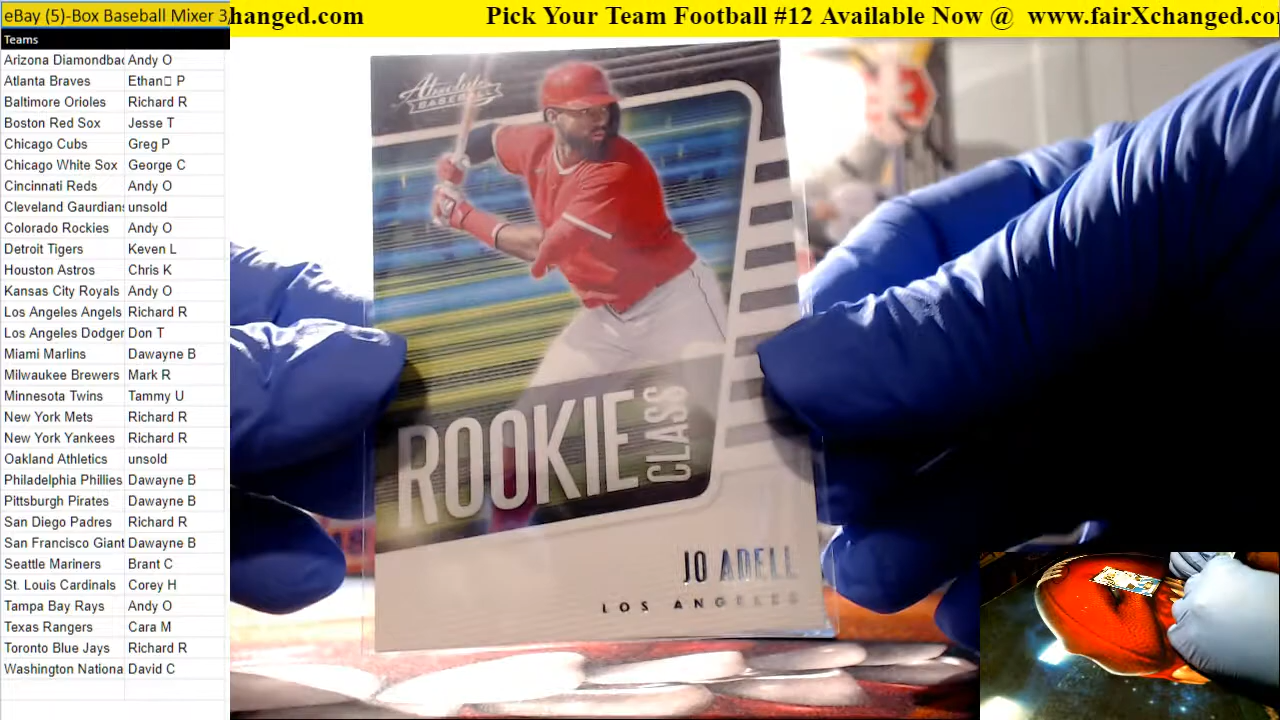 eBay (5)-Box Baseball Mixer 3
hanged.com Pick Your Team Football #12 Available Now @ www.fairXchanged.co
Teams
Arizona Diamondbac Andy O
Atlanta Braves Ethan□ P
Baltimore Orioles Richard R
Boston Red Sox Jesse T
Chicago Cubs Greg P
Chicago White Sox George C
Cincinnati Reds Andy O
Cleveland Gaurdians unsold
Colorado Rockies Andy O
Detroit Tigers Keven L
Houston Astros Chris K
Kansas City Royals Andy O
Los Angeles Angels Richard R
Los Angeles Dodger Don T
Miami Marlins Dawayne B
Milwaukee Brewers Mark R
Minnesota Twins Tammy U
New York Mets Richard R
New York Yankees Richard R
Oakland Athletics unsold
Philadelphia Phillies Dawayne B
Pittsburgh Pirates Dawayne B
San Diego Padres Richard R
San Francisco Giant Dawayne B
Seattle Mariners Brant C
St. Louis Cardinals Corey H
Tampa Bay Rays Andy O
Texas Rangers Cara M
Toronto Blue Jays Richard R
Washington Nationa David C
Absolute
BASEBALL
ROOKIE
CLASS
JO ADELL
LOS ANGELES